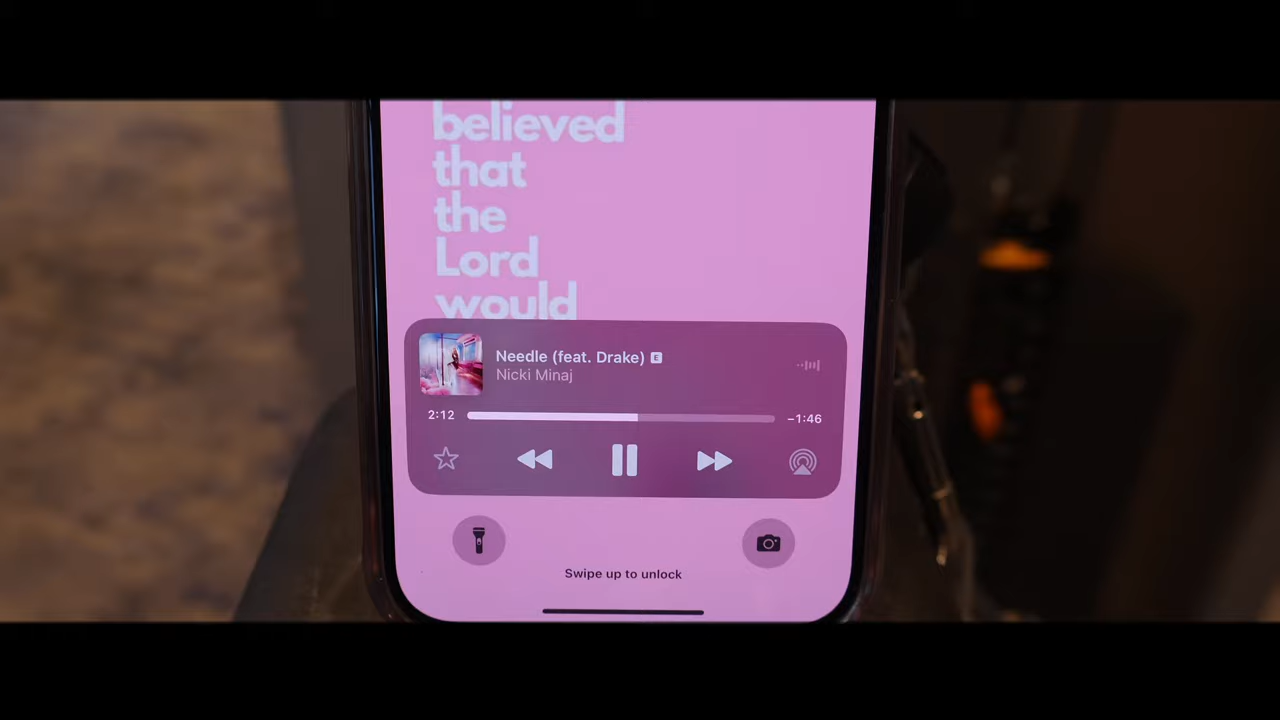 believed
that
the
Lord
would
Needle (feat. Drake) E
Nicki Minaj
2:12
−1:46
Swipe up to unlock